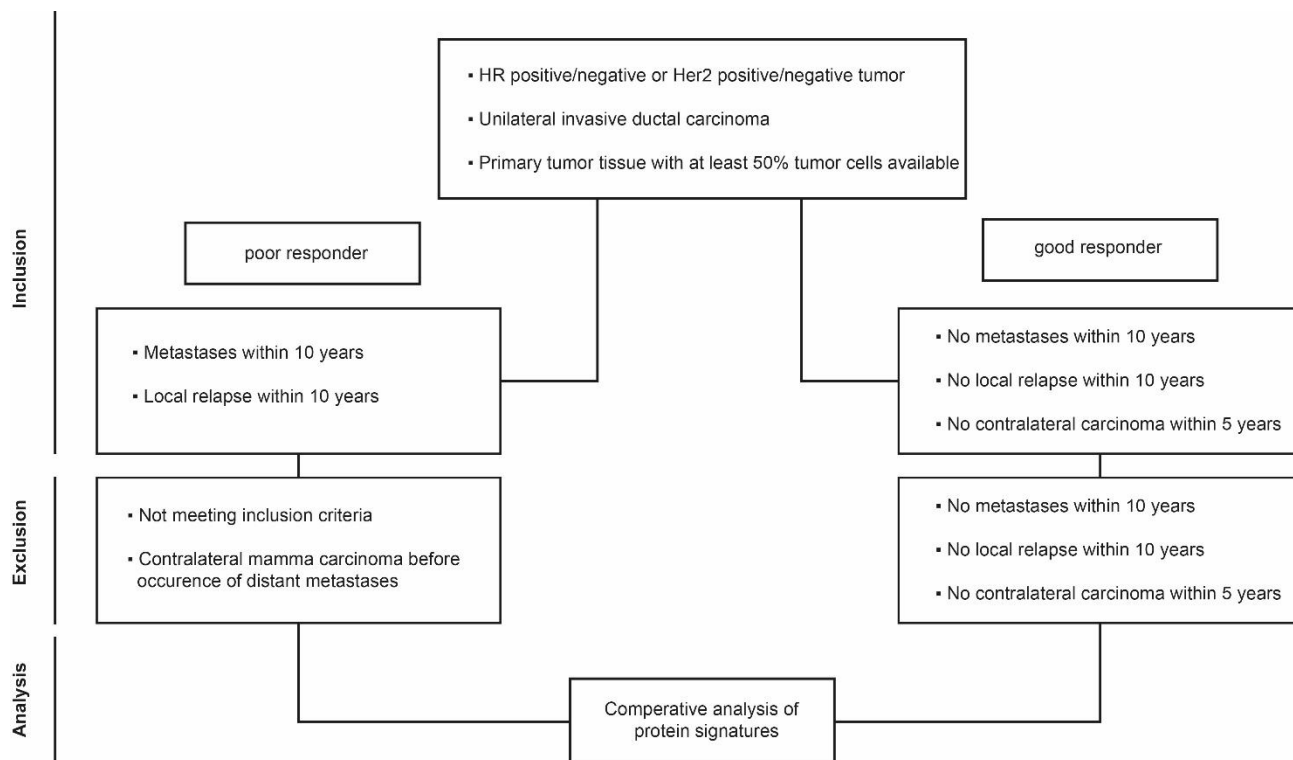 ▪ HR positive/negative or Her2 positive/negative tumor
▪ Unilateral invasive ductal carcinoma
▪ Primary tumor tissue with at least 50% tumor cells available
Inclusion
poor responder
good responder
▪ Metastases within 10 years
▪ Local relapse within 10 years
▪ No metastases within 10 years
▪ No local relapse within 10 years
▪ No contralateral carcinoma within 5 years
Exclusion
▪ Not meeting inclusion criteria
▪ Contralateral mamma carcinoma before
occurence of distant metastases
▪ No metastases within 10 years
▪ No local relapse within 10 years
▪ No contralateral carcinoma within 5 years
Analysis
Comperative analysis of
protein signatures